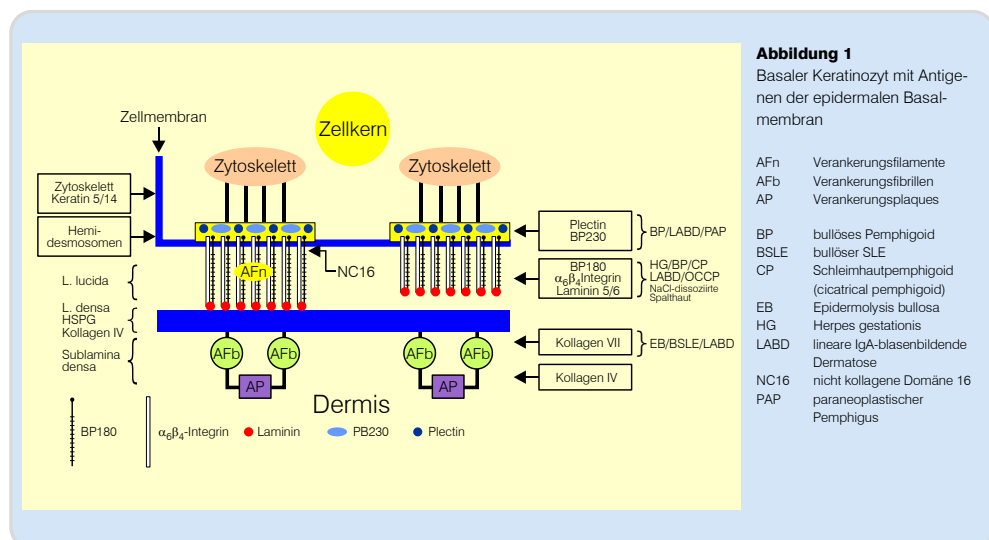 Zellmembran
Zellkern
Zytoskelett
Zytoskelett
Zytoskelett
Keratin 5/14
Hemi-
desmosomen
Plectin
BP230
BP/LABD/PAP
AFn
NC16
BP180
α6β4-Integrin
Laminin 5/6
HG/BP/CP
LABD/OCCP
NaCl-dissoziirte
Spalthaut
L. lucida
L. densa
HSPG
Kollagen IV
Sublamina
densa
AFb
AFb
AP
AFb
AFb
AP
Kollagen VII
EB/BSLE/LABD
Kollagen IV
Dermis
BP180
α6β4-Integrin
Laminin
PB230
Plectin
Abbildung 1
Basaler Keratinozyt mit Antige-
nen der epidermalen Basal-
membran
AFn Verankerungsfilamente
AFb Verankerungsfibrillen
AP Verankerungsplaques
BP bullöses Pemphigoid
BSLE bullöser SLE
CP Schleimhautpemphigoid
(cicatrical pemphigoid)
EB Epidermolysis bullosa
HG Herpes gestationis
LABD lineare IgA-blasenbildende
Dermatose
NC16 nicht kollagene Domäne 16
PAP paraneoplastischer
Pemphigus